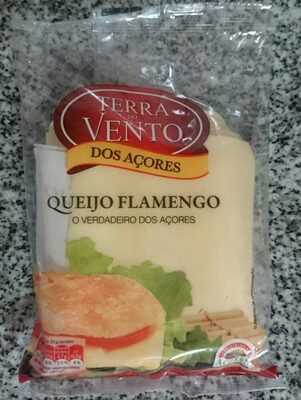 TERRA
DO
VENTO
DOS AÇORES
QUEIJO FLAMENGO
O VERDADEIRO DOS AÇORES